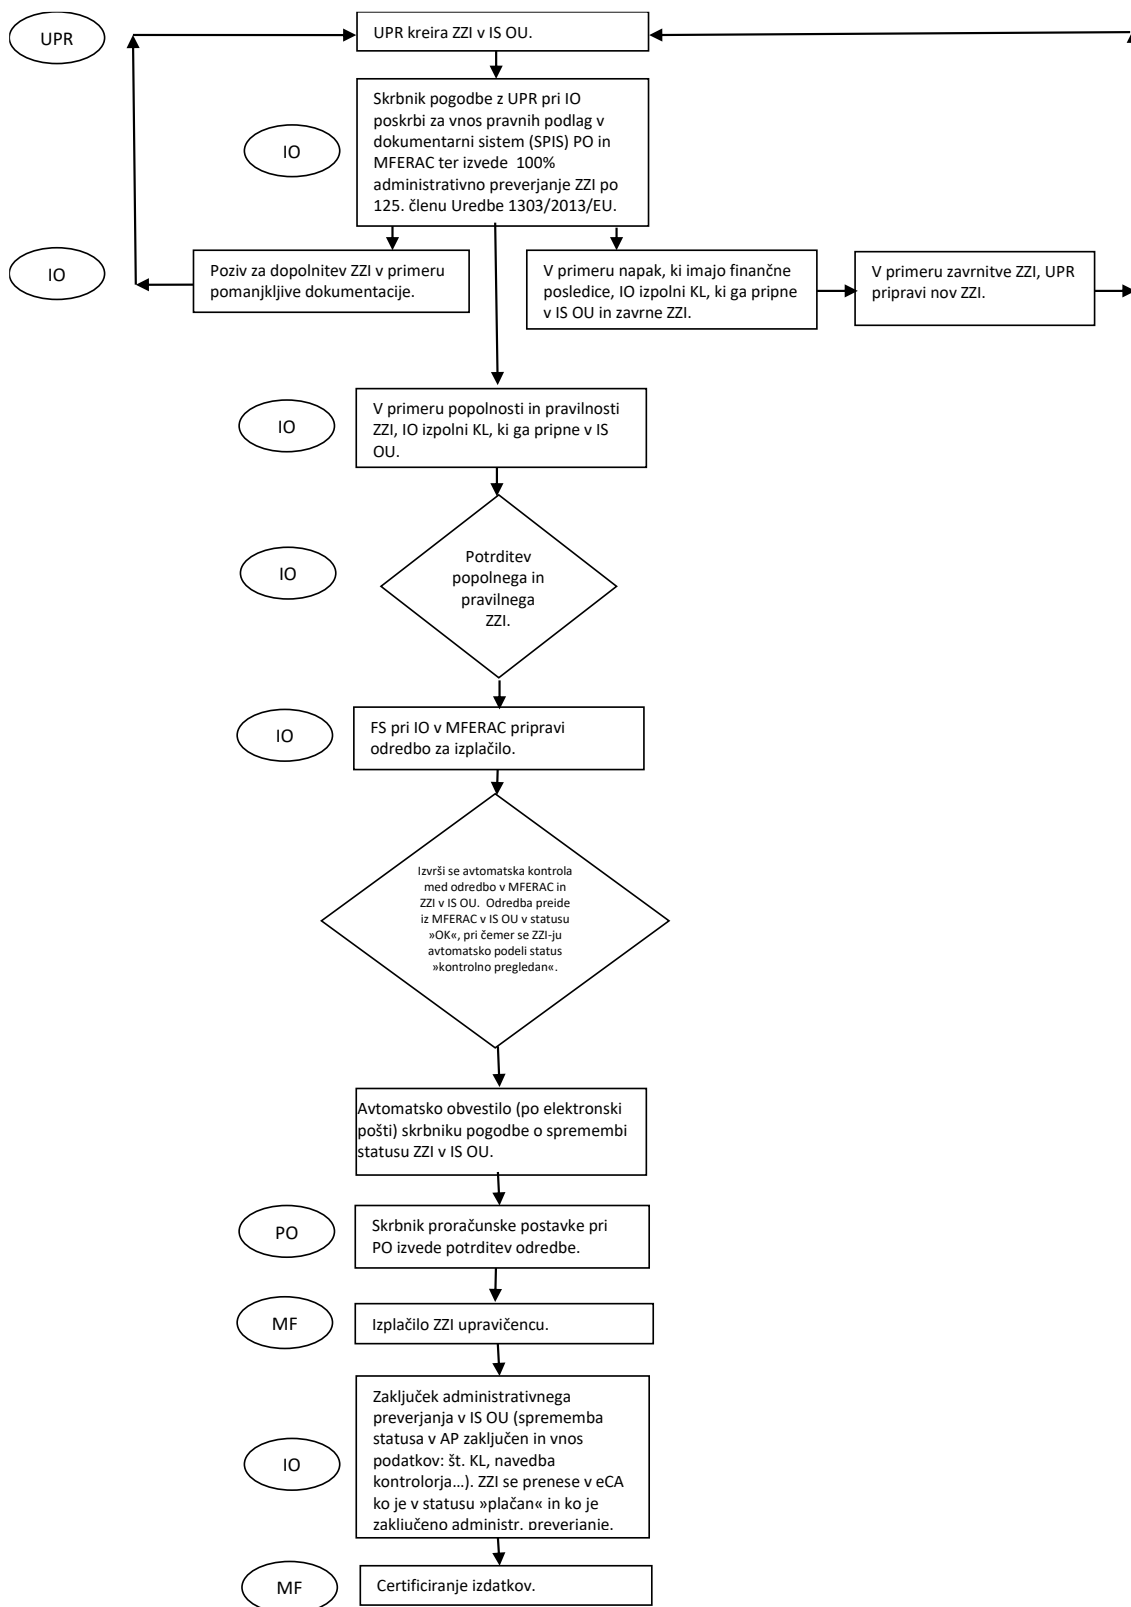 UPR
UPR kreira ZZI v IS OU.
IO
Skrbnik pogodbe z UPR pri IO
poskrbi za vnos pravnih podlag v
dokumentarni sistem (SPIS) PO in
MFERAC ter izvede 100%
administrativno preverjanje ZZI po
125. členu Uredbe 1303/2013/EU.
IO
Poziv za dopolnitev ZZI v primeru
pomanjkljive dokumentacije.
V primeru napak, ki imajo finančne
posledice, IO izpolni KL, ki ga pripne
v IS OU in zavrne ZZI.
V primeru zavrnitve ZZI, UPR
pripravi nov ZZI.
IO
V primeru popolnosti in pravilnosti
ZZI, IO izpolni KL, ki ga pripne v IS
OU.
IO
Potrditev
popolnega in
pravilnega
ZZI.
IO
FS pri IO v MFERAC pripravi
odredbo za izplačilo.
Izvrši se avtomatska kontrola
med odredbo v MFERAC in
ZZI v IS OU. Odredba preide
iz MFERAC v IS OU v statusu
»OK«, pri čemer se ZZI-ju
avtomatsko podeli status
»kontrolno pregledan«.
Avtomatsko obvestilo (po elektronski
pošti) skrbniku pogodbe o spremembi
statusu ZZI v IS OU.
PO
Skrbnik proračunske postavke pri
PO izvede potrditev odredbe.
MF
Izplačilo ZZI upravičencu.
IO
Zaključek administrativnega
preverjanja v IS OU (sprememba
statusa v AP zaključen in vnos
podatkov: št. KL, navedba
kontrolorja…). ZZI se prenese v eCA
ko je v statusu »plačan« in ko je
zaključeno administr. preverjanje.
MF
Certificiranje izdatkov.